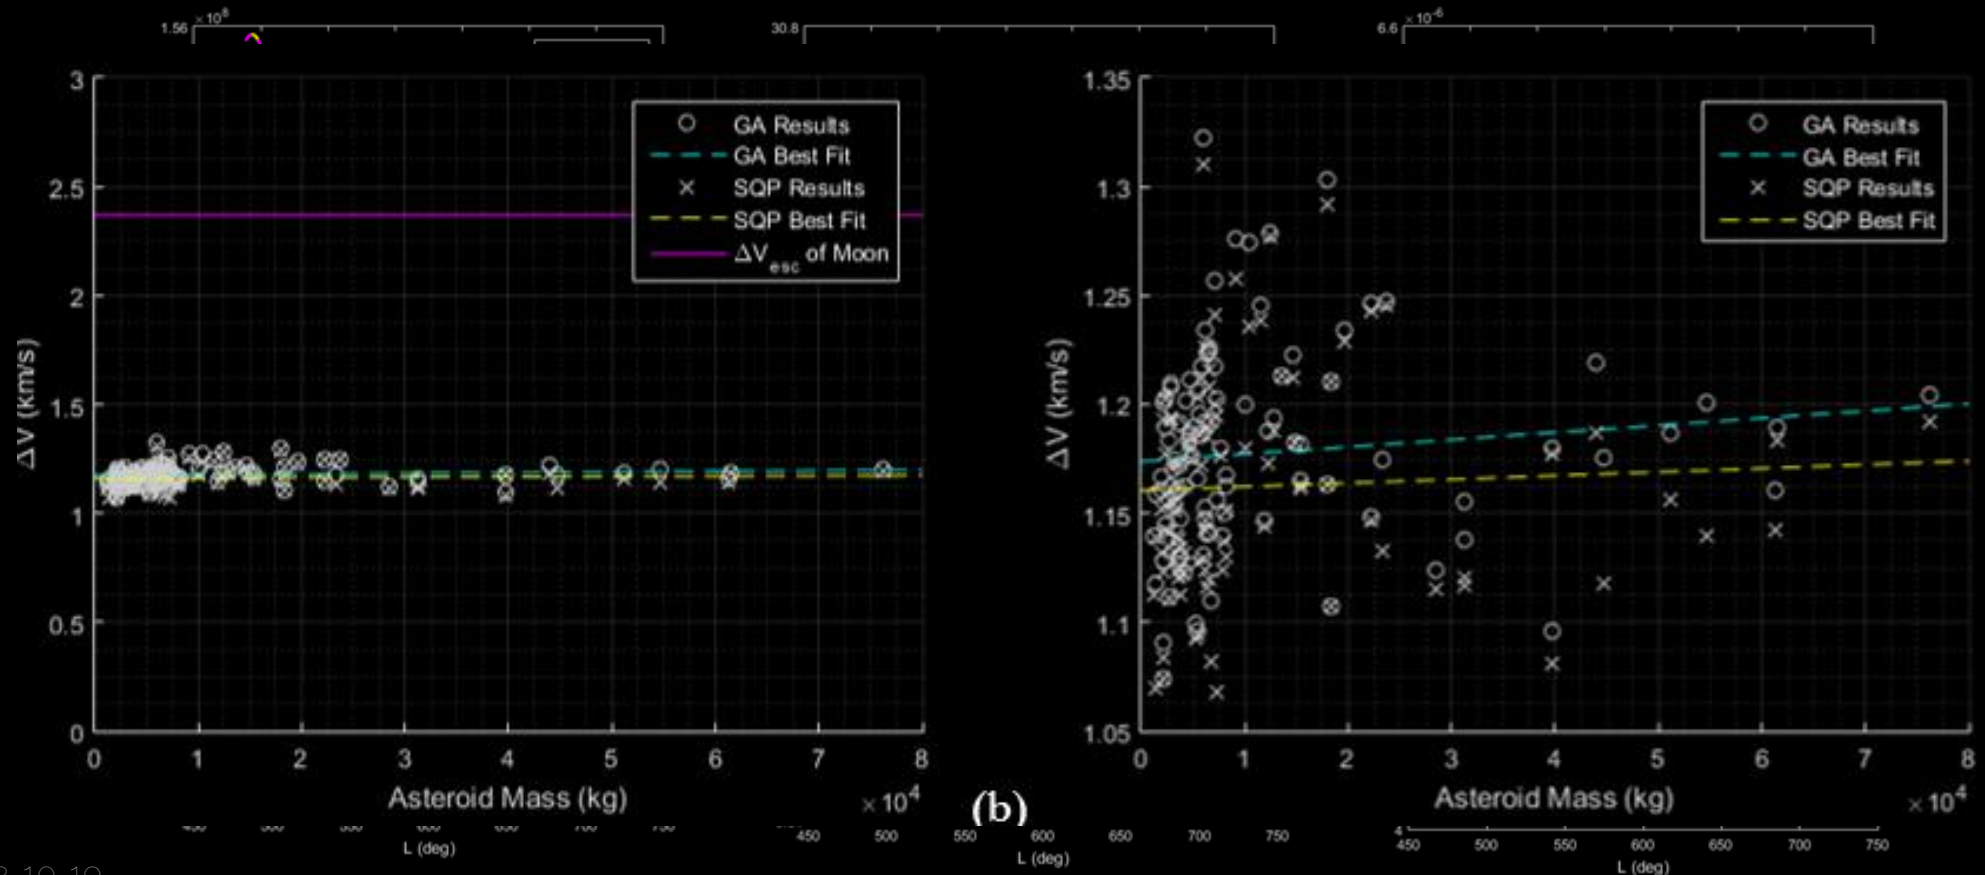 1.56 ×10⁸
30.8
6.6 ×10⁻⁶
3
2.5
2
1.5
1
0.5
0
ΔV (km/s)
GA Results
GA Best Fit
SQP Results
SQP Best Fit
ΔVesc of Moon
0 1 2 3 4 5 6 7 8
Asteroid Mass (kg)
×10⁴
1.35
1.3
1.25
1.2
1.15
1.1
1.05
ΔV (km/s)
GA Results
GA Best Fit
SQP Results
SQP Best Fit
0 1 2 3 4 5 6 7 8
Asteroid Mass (kg)
×10⁴
(b)
L (deg)
450 500 550 600 650 700 750
L (deg)
4
450 500 550 600 650 700 750
L (deg)